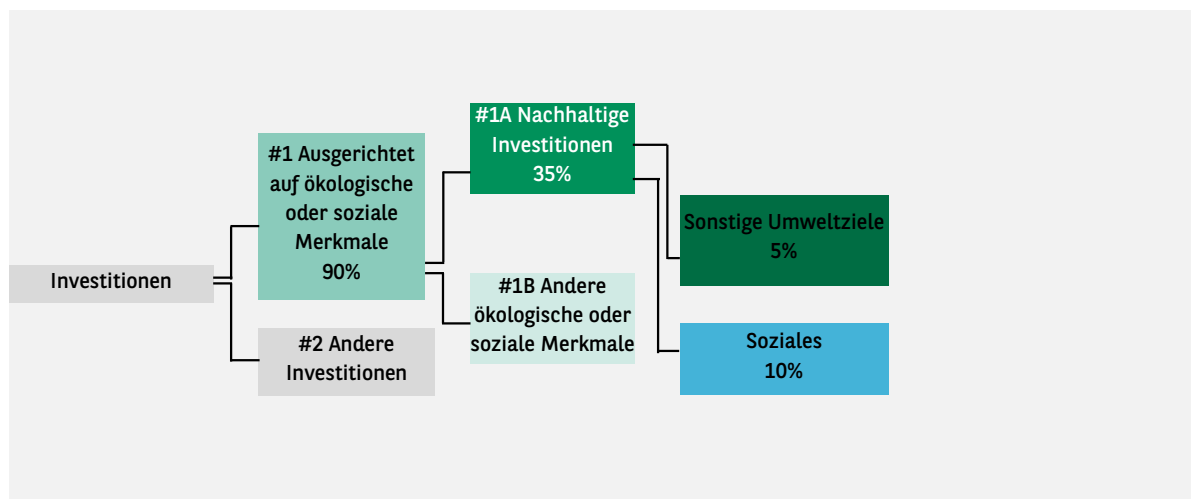 Investitionen
#1 Ausgerichtet
auf ökologische
oder soziale
Merkmale
90%
#2 Andere
Investitionen
#1A Nachhaltige
Investitionen
35%
#1B Andere
ökologische oder
soziale Merkmale
Sonstige Umweltziele
5%
Soziales
10%